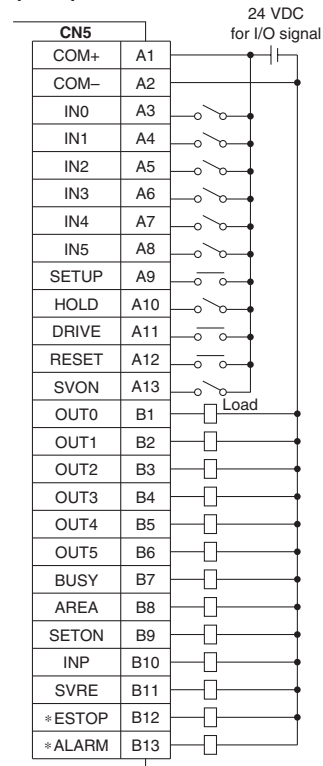 24 VDC
for I/O signal
CN5
COM+ A1
COM– A2
IN0 A3
IN1 A4
IN2 A5
IN3 A6
IN4 A7
IN5 A8
SETUP A9
HOLD A10
DRIVE A11
RESET A12
SVON A13
Load
OUT0 B1
OUT1 B2
OUT2 B3
OUT3 B4
OUT4 B5
OUT5 B6
BUSY B7
AREA B8
SETON B9
INP B10
SVRE B11
*ESTOP B12
*ALARM B13